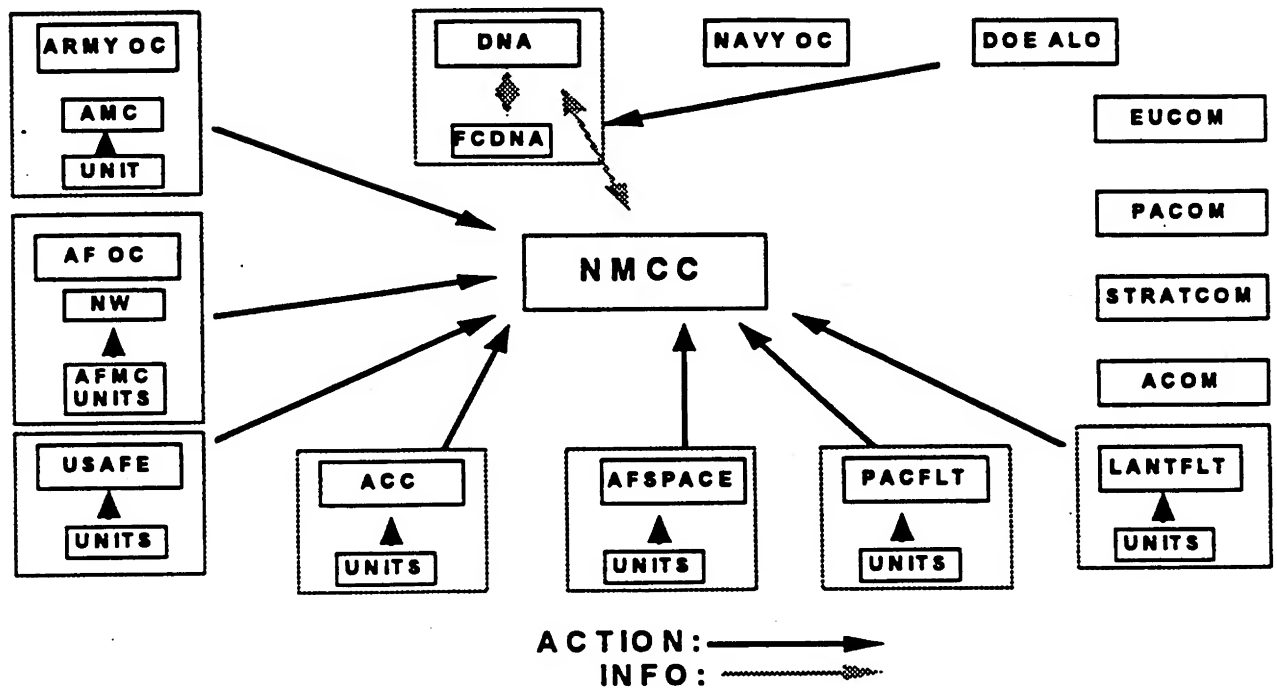 ARMY OC
DNA
NAVY OC
DOE ALO
AMC
UNIT
FCDNA
EUCOM
PACOM
AF OC
NW
AFMC
UNITS
NMCC
STRATCOM
ACOM
USAFE
UNITS
ACC
UNITS
AFSPACE
UNITS
PACFLT
UNITS
LANTFLT
UNITS
ACTION:
INFO: